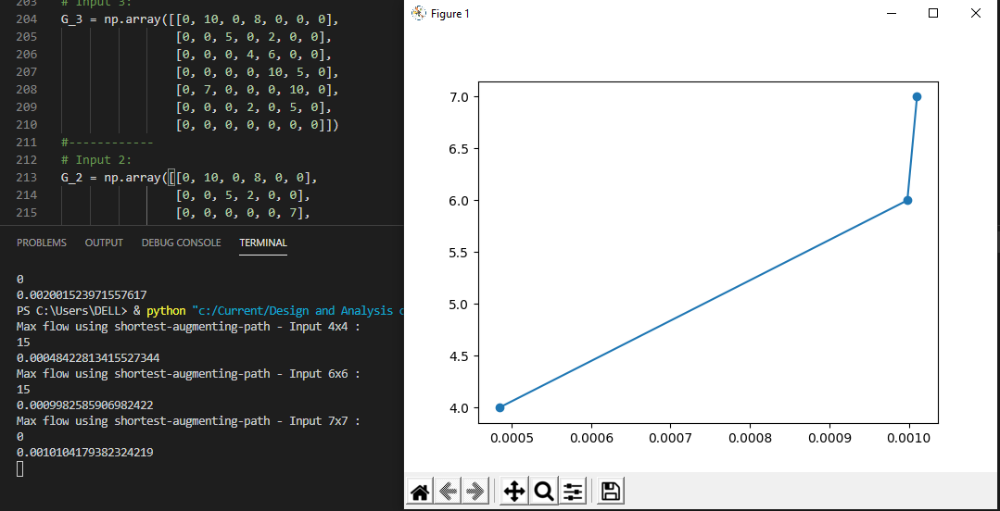 203 # Input 3:
204 G_3 = np.array([[0, 10, 0, 8, 0, 0, 0],
205 [0, 0, 5, 0, 2, 0, 0],
206 [0, 0, 0, 4, 6, 0, 0],
207 [0, 0, 0, 0, 10, 5, 0],
208 [0, 7, 0, 0, 0, 10, 0],
209 [0, 0, 0, 2, 0, 5, 0],
210 [0, 0, 0, 0, 0, 0, 0]])
211 #------------
212 # Input 2:
213 G_2 = np.array([[0, 10, 0, 8, 0, 0],
214 [0, 0, 5, 2, 0, 0],
215 [0, 0, 0, 0, 0, 7],
PROBLEMS OUTPUT DEBUG CONSOLE TERMINAL
0
0.002001523971557617
PS C:\Users\DELL> & python "c:/Current/Design and Analysis
Max flow using shortest-augmenting-path - Input 4x4 :
15
0.00048422813415527344
Max flow using shortest-augmenting-path - Input 6x6 :
15
0.0009982585906982422
Max flow using shortest-augmenting-path - Input 7x7 :
0
0.0010104179382324219
Figure 1
7.0
6.5
6.0
5.5
5.0
4.5
4.0
0.0005 0.0006 0.0007 0.0008 0.0009 0.0010